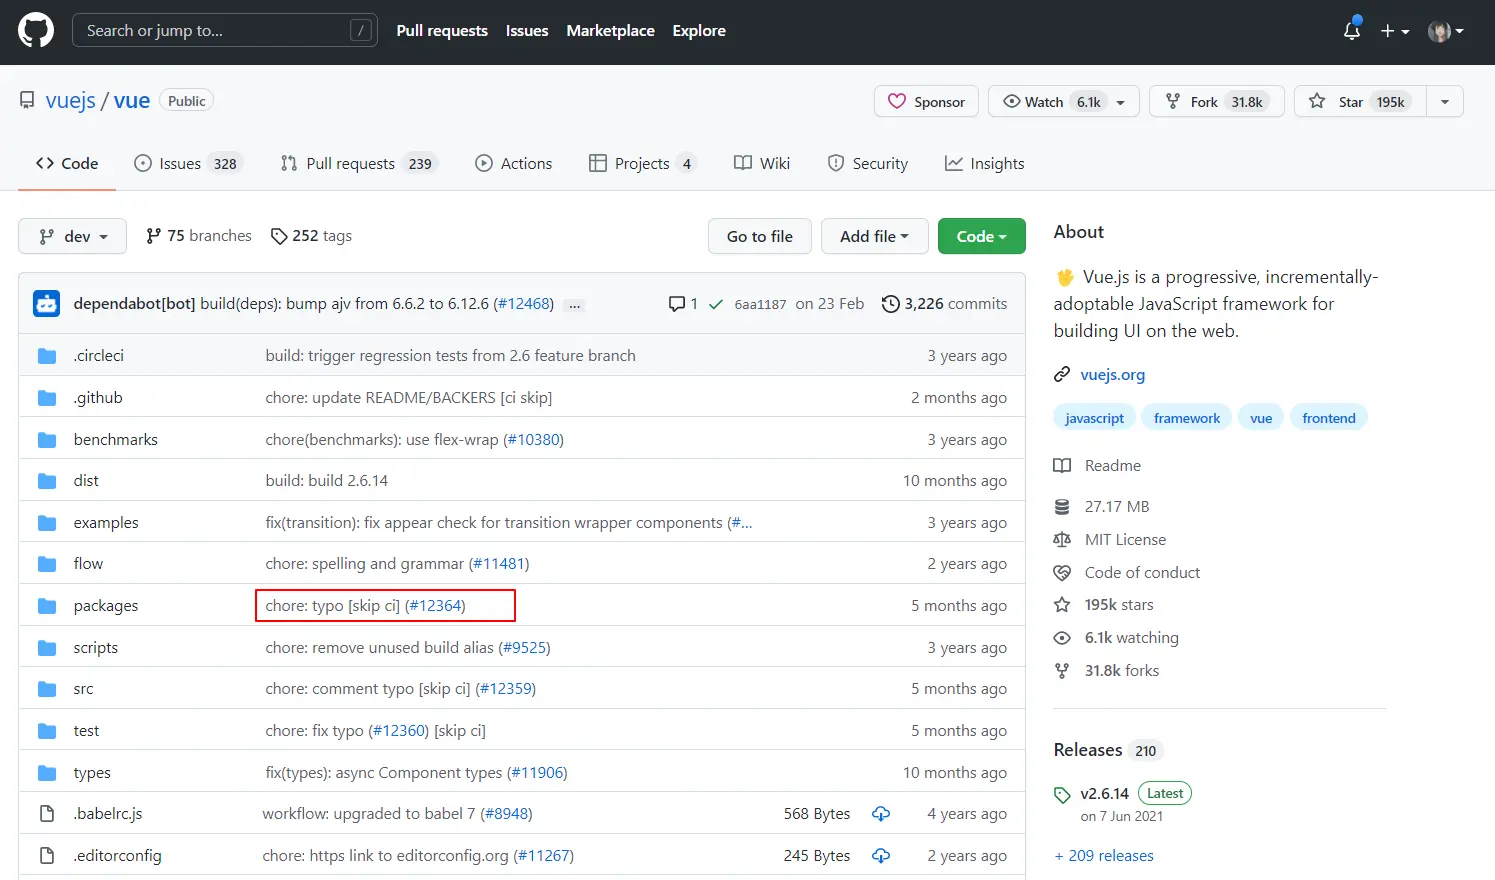 Search or jump to... / Pull requests Issues Marketplace Explore
vuejs / vue Public Sponsor Watch 6.1k Fork 31.8k Star 195k
Code Issues 328 Pull requests 239 Actions Projects 4 Wiki Security Insights
dev 75 branches 252 tags Go to file Add file Code
dependabot[bot] build(deps): bump ajv from 6.6.2 to 6.12.6 (#12468) ... 1 6aa1187 on 23 Feb 3,226 commits
.circleci build: trigger regression tests from 2.6 feature branch 3 years ago
.github chore: update README/BACKERS [ci skip] 2 months ago
benchmarks chore(benchmarks): use flex-wrap (#10380) 3 years ago
dist build: build 2.6.14 10 months ago
examples fix(transition): fix appear check for transition wrapper components (#... 3 years ago
flow chore: spelling and grammar (#11481) 2 years ago
packages chore: typo [skip ci] (#12364) 5 months ago
scripts chore: remove unused build alias (#9525) 3 years ago
src chore: comment typo [skip ci] (#12359) 5 months ago
test chore: fix typo (#12360) [skip ci] 5 months ago
types fix(types): async Component types (#11906) 10 months ago
.babelrc.js workflow: upgraded to babel 7 (#8948) 568 Bytes 4 years ago
.editorconfig chore: https link to editorconfig.org (#11267) 245 Bytes 2 years ago
About
Vue.js is a progressive, incrementally-
adoptable JavaScript framework for
building UI on the web.
vuejs.org
javascript framework vue frontend
Readme
27.17 MB
MIT License
Code of conduct
195k stars
6.1k watching
31.8k forks
Releases 210
v2.6.14 Latest
on 7 Jun 2021
+ 209 releases